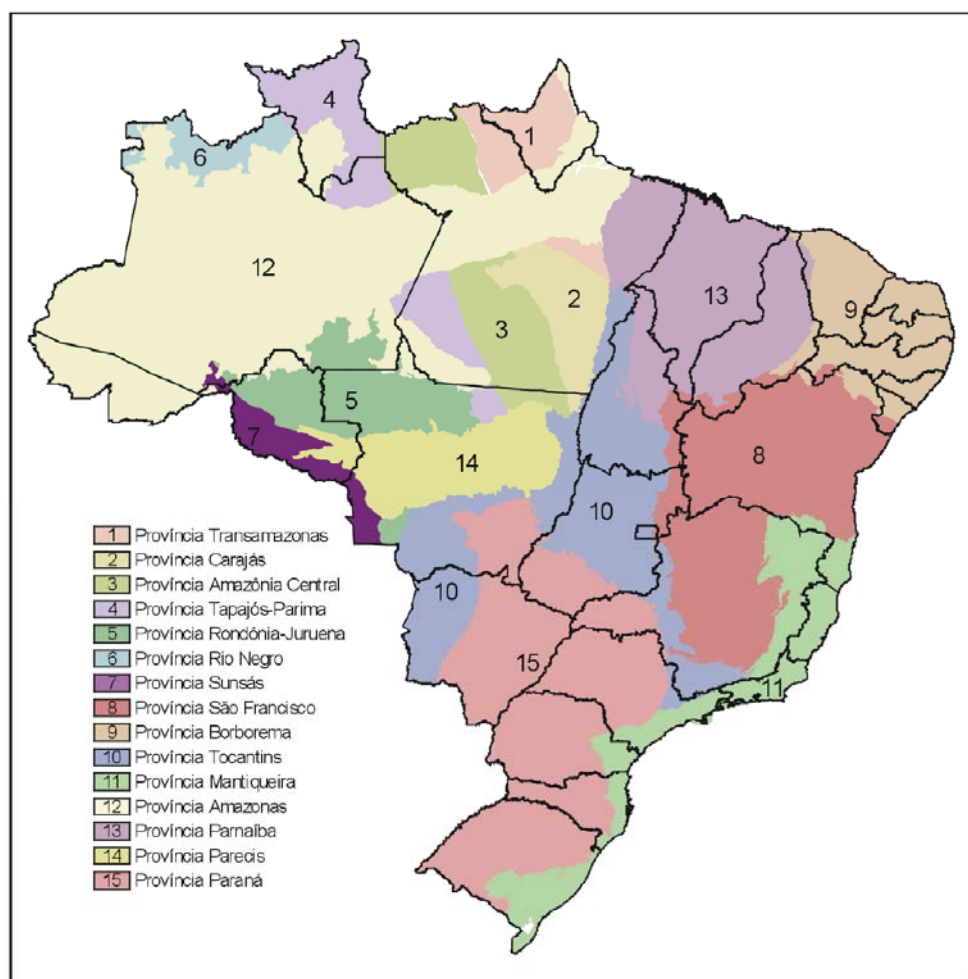 4
1
6
12
2
13
3
9
5
7
14
8
10
10
15
11
1 Província Transamazonas
2 Província Carajás
3 Província Amazônia Central
4 Província Tapajós-Parima
5 Província Rondônia-Juruena
6 Província Rio Negro
7 Província Sunsás
8 Província São Francisco
9 Província Borborema
10 Província Tocantins
11 Província Mantiqueira
12 Província Amazonas
13 Província Parnaíba
14 Província Parecis
15 Província Paraná